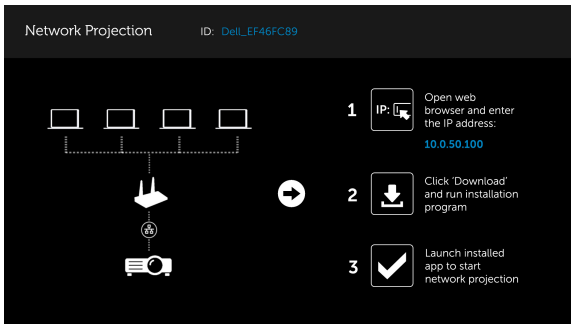 Network Projection
ID: Dell_EF46FC89
1
IP:
Open web
browser and enter
the IP address:
10.0.50.100
2
Click ‘Download’
and run installation
program
3
Launch installed
app to start
network projection